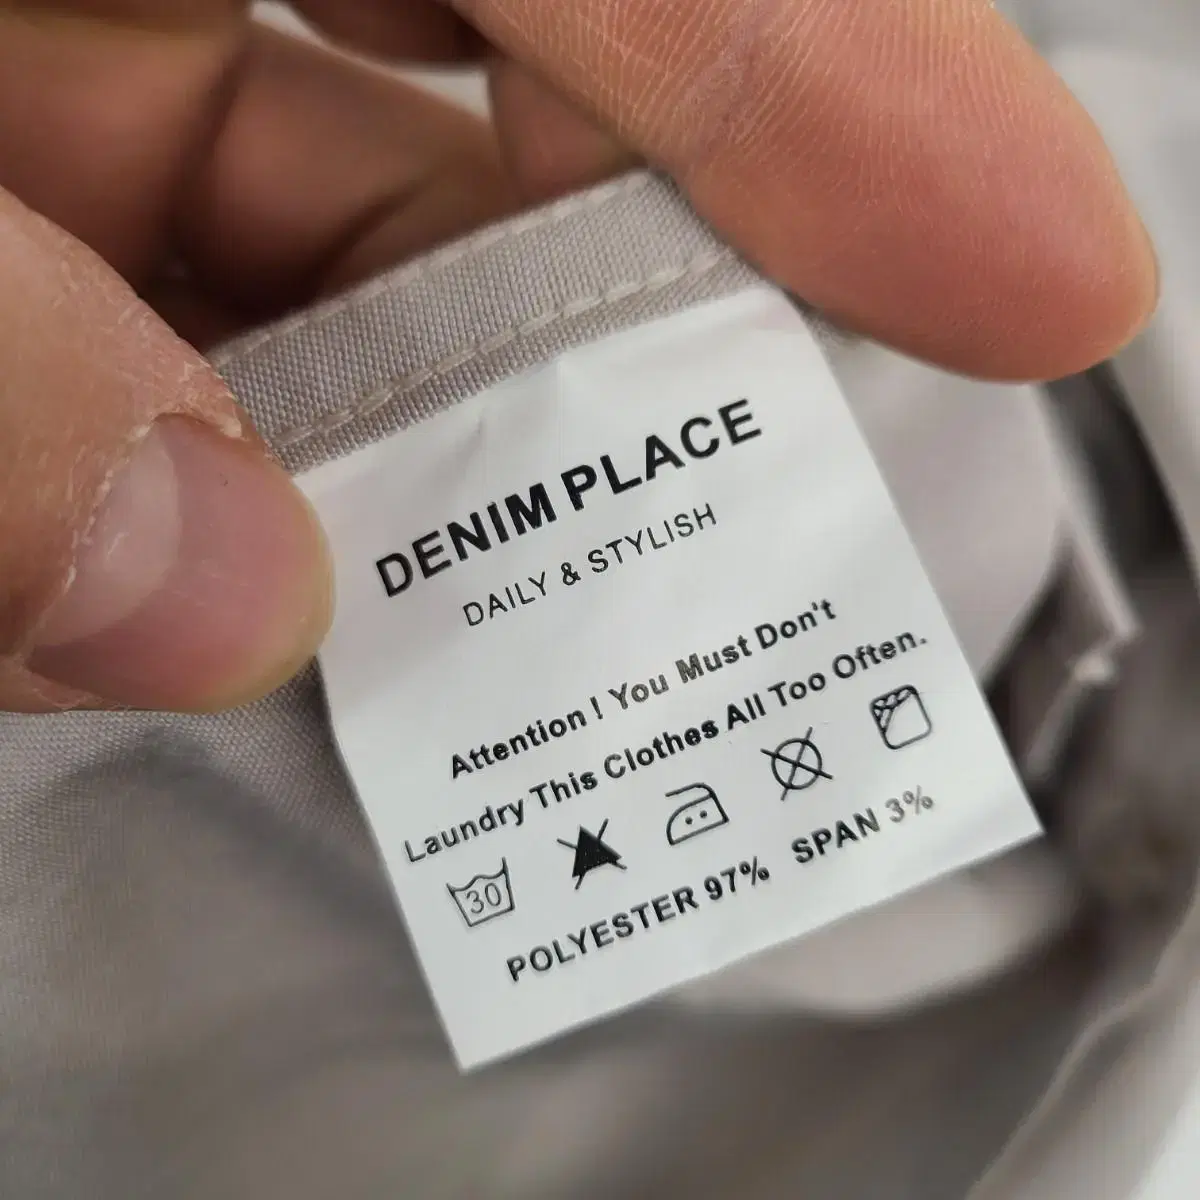 DENIM PLACE
DAILY & STYLISH
Attention ! You Must Don't
Laundry This Clothes All Too Often.
30
POLYESTER 97% SPAN 3%